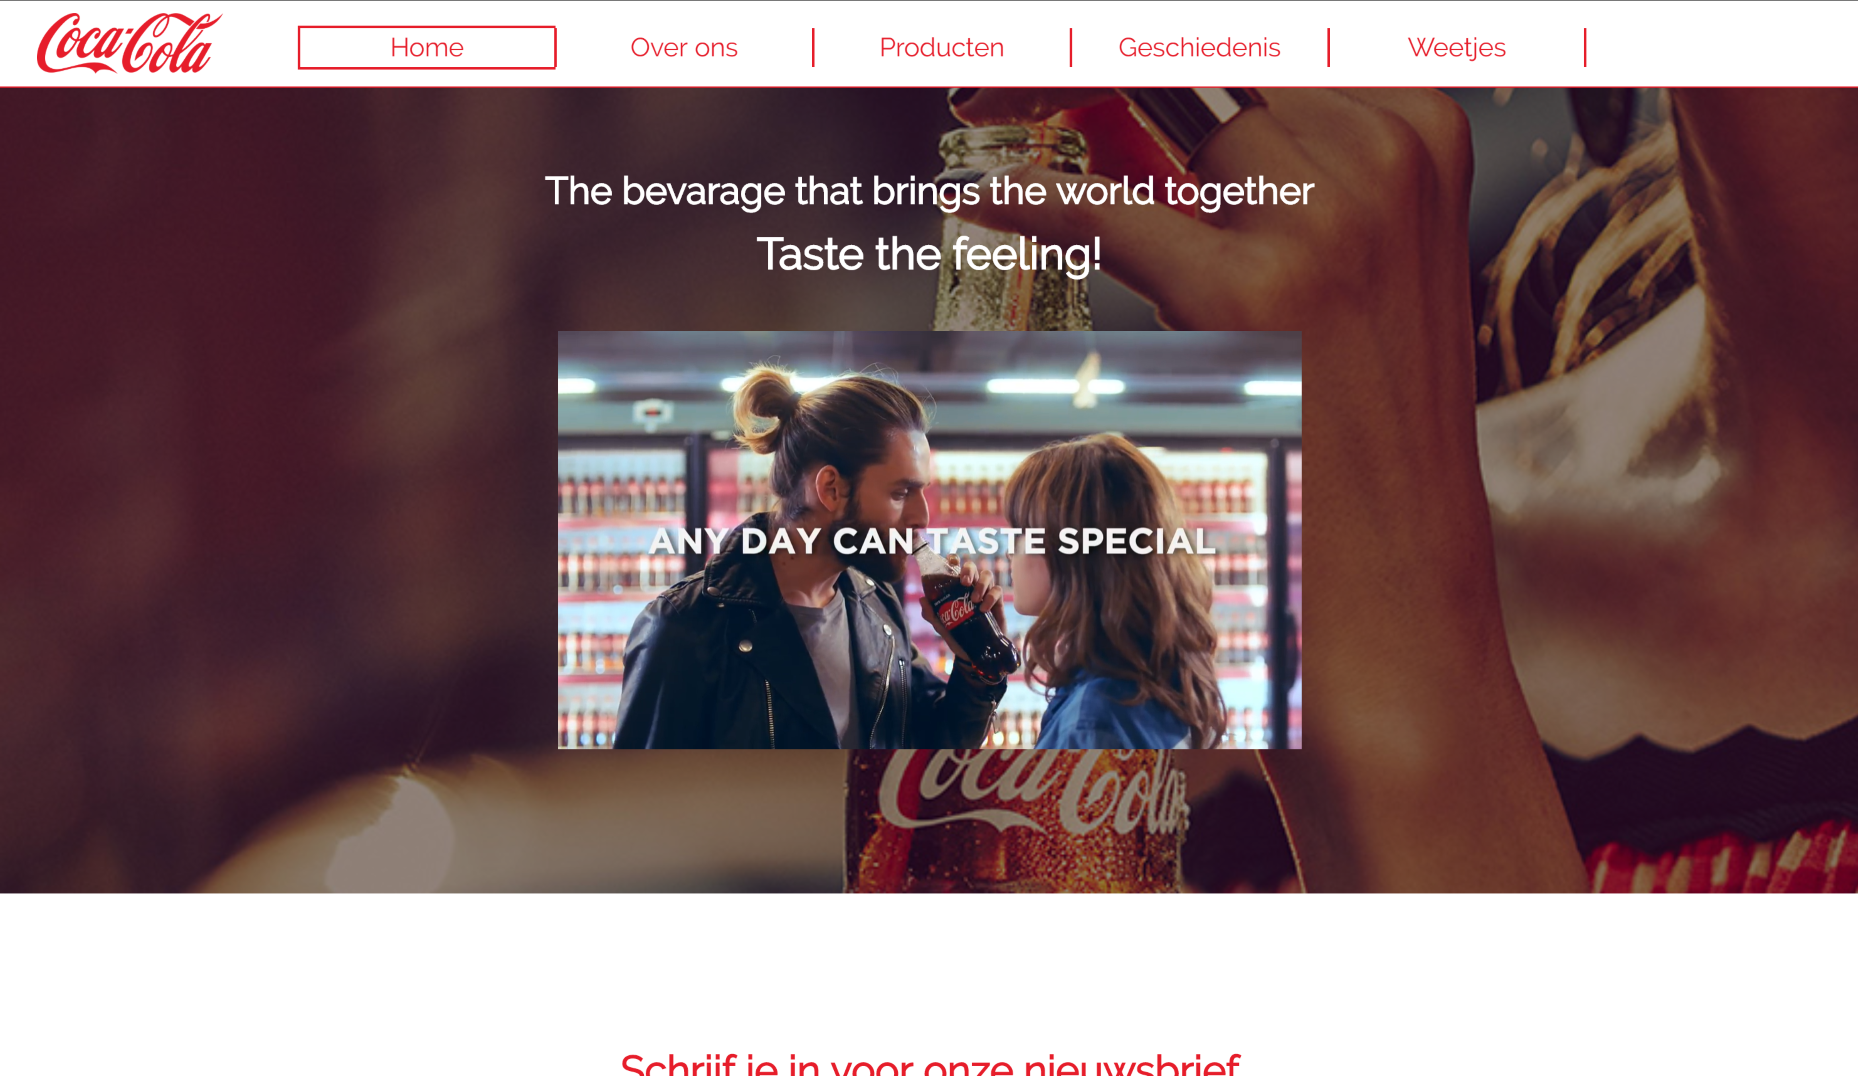 Coca-Cola
Home
Over ons
Producten
Geschiedenis
Weetjes
The bevarage that brings the world together
Taste the feeling!
ANY DAY CAN TASTE SPECIAL
ca-Cola
Coca-Cola
Schrijf je in voor onze nieuwsbrief